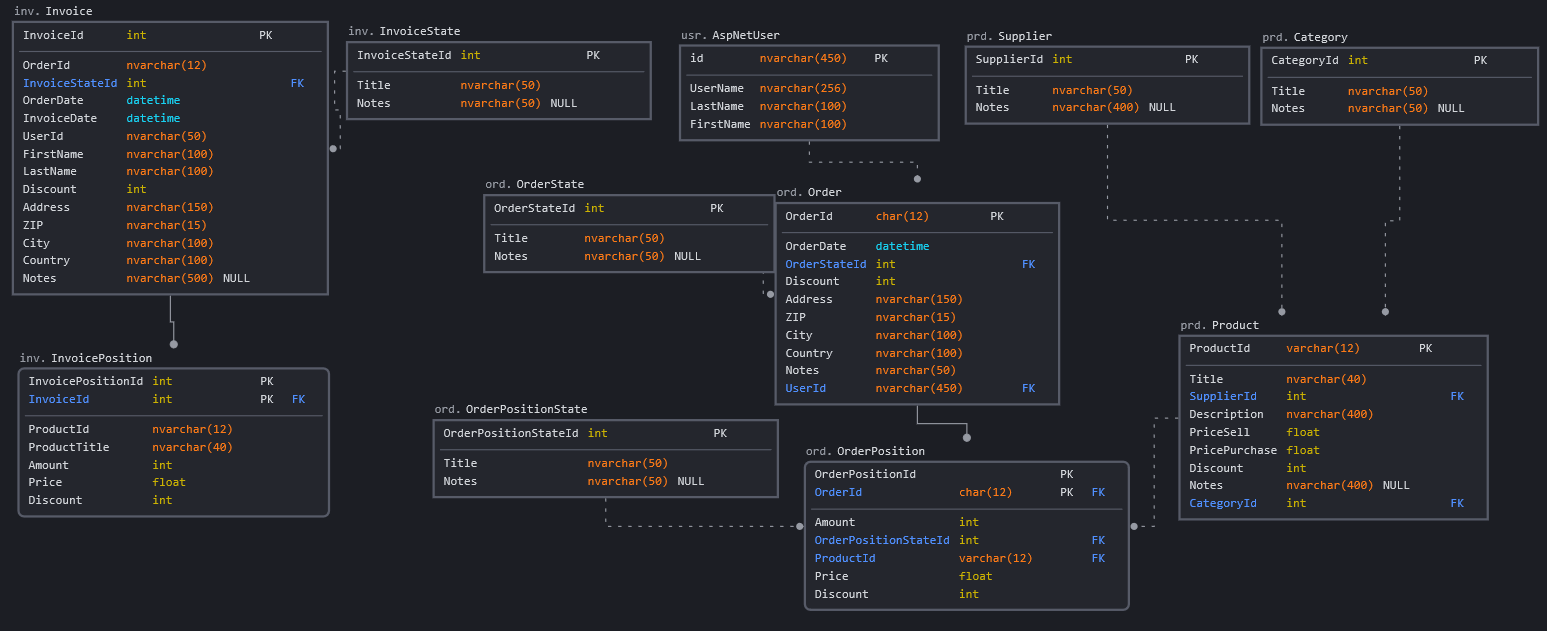 inv. Invoice
InvoiceId int PK
OrderId nvarchar(12)
InvoiceStateId int FK
OrderDate datetime
InvoiceDate datetime
UserId nvarchar(50)
FirstName nvarchar(100)
LastName nvarchar(100)
Discount int
Address nvarchar(150)
ZIP nvarchar(15)
City nvarchar(100)
Country nvarchar(100)
Notes nvarchar(500) NULL
inv. InvoiceState
InvoiceStateId int PK
Title nvarchar(50)
Notes nvarchar(50) NULL
usr. AspNetUser
id nvarchar(450) PK
UserName nvarchar(256)
LastName nvarchar(100)
FirstName nvarchar(100)
prd. Supplier
SupplierId int PK
Title nvarchar(50)
Notes nvarchar(400) NULL
prd. Category
CategoryId int PK
Title nvarchar(50)
Notes nvarchar(50) NULL
ord. OrderState
OrderStateId int PK
Title nvarchar(50)
Notes nvarchar(50) NULL
ord. Order
OrderId char(12) PK
OrderDate datetime
OrderStateId int FK
Discount int
Address nvarchar(150)
ZIP nvarchar(15)
City nvarchar(100)
Country nvarchar(100)
Notes nvarchar(50)
UserId nvarchar(450) FK
inv. InvoicePosition
InvoicePositionId int PK
InvoiceId int PK FK
ProductId nvarchar(12)
ProductTitle nvarchar(40)
Amount int
Price float
Discount int
ord. OrderPositionState
OrderPositionStateId int PK
Title nvarchar(50)
Notes nvarchar(50) NULL
ord. OrderPosition
OrderPositionId PK
OrderId char(12) PK FK
Amount int
OrderPositionStateId int FK
ProductId varchar(12) FK
Price float
Discount int
prd. Product
ProductId varchar(12) PK
Title nvarchar(40)
SupplierId int FK
Description nvarchar(400)
PriceSell float
PricePurchase float
Discount int
Notes nvarchar(400) NULL
CategoryId int FK